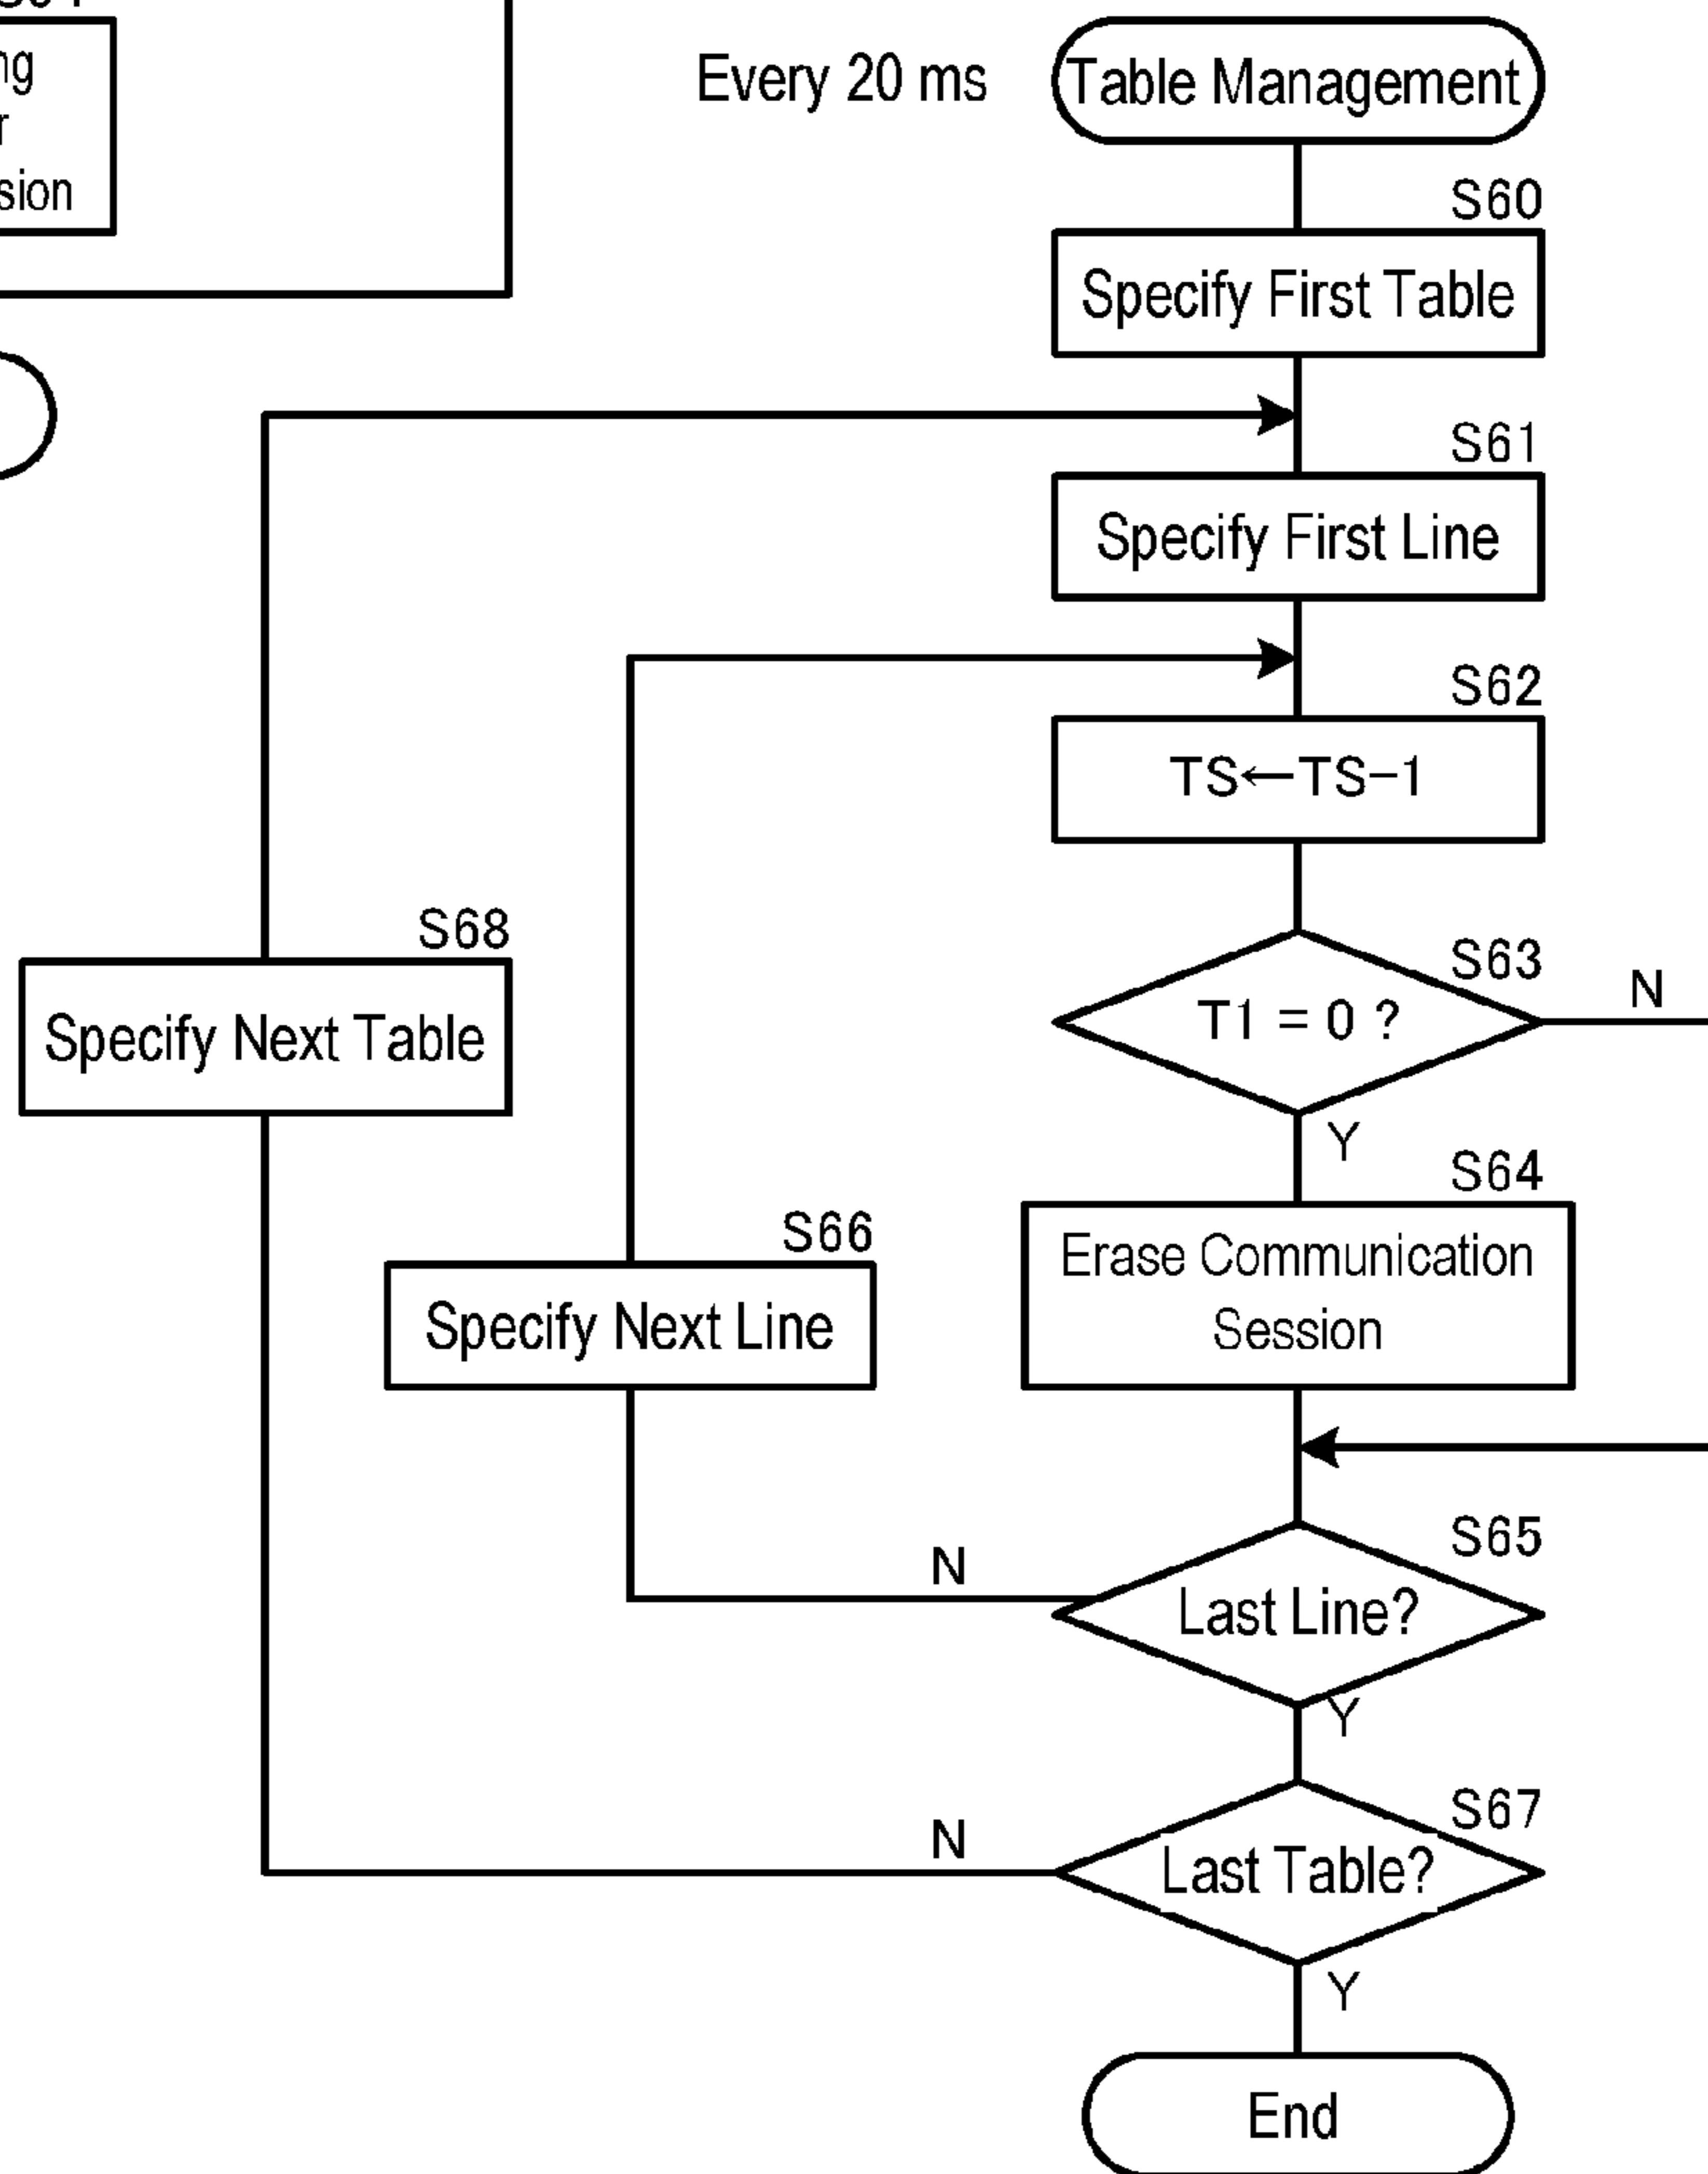 Every 20 ms
Table Management
S60
Specify First Table
S61
Specify First Line
S62
TS←TS−1
S63
T1 = 0 ?
N
Y
S64
Erase Communication
Session
S65
Last Line?
N
Y
S66
Specify Next Line
S67
Last Table?
N
Y
S68
Specify Next Table
End